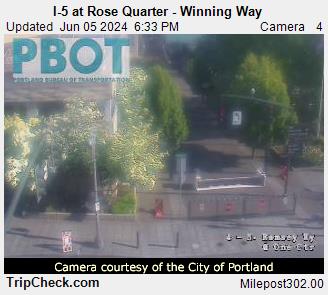 I-5 at Rose Quarter - Winning Way
Updated Jun 05 2024 6:33 PM Camera 4
PBOT
PORTLAND BUREAU OF TRANSPORTATION
Camera courtesy of the City of Portland
TripCheck.com Milepost302.00